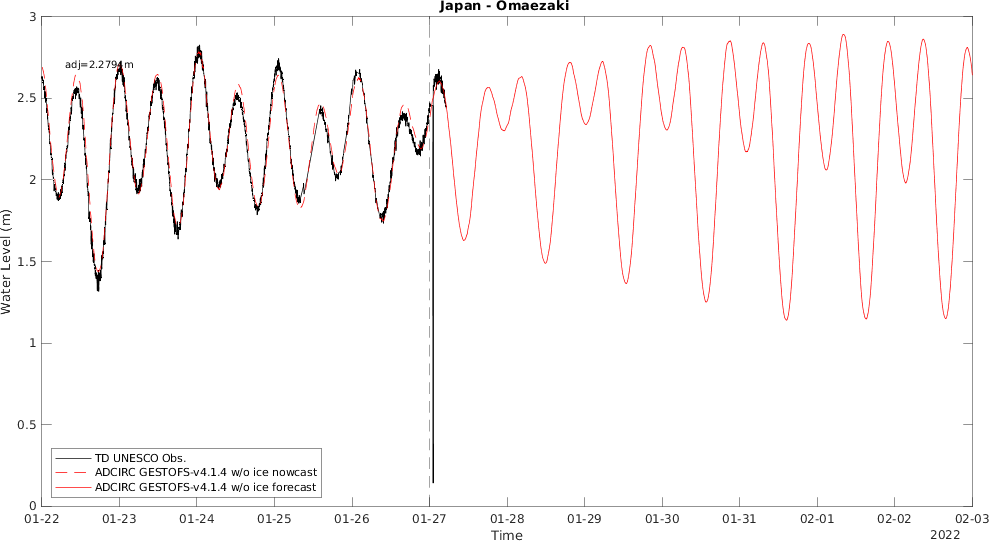 Japan - Omaezaki
3
2.5
2
1.5
1
0.5
0
Water Level (m)
adj=2.2794m
TD UNESCO Obs.
ADCIRC GESTOFS-v4.1.4 w/o ice nowcast
ADCIRC GESTOFS-v4.1.4 w/o ice forecast
01-22 01-23 01-24 01-25 01-26 01-27 01-28 01-29 01-30 01-31 02-01 02-02 02-03
Time
2022